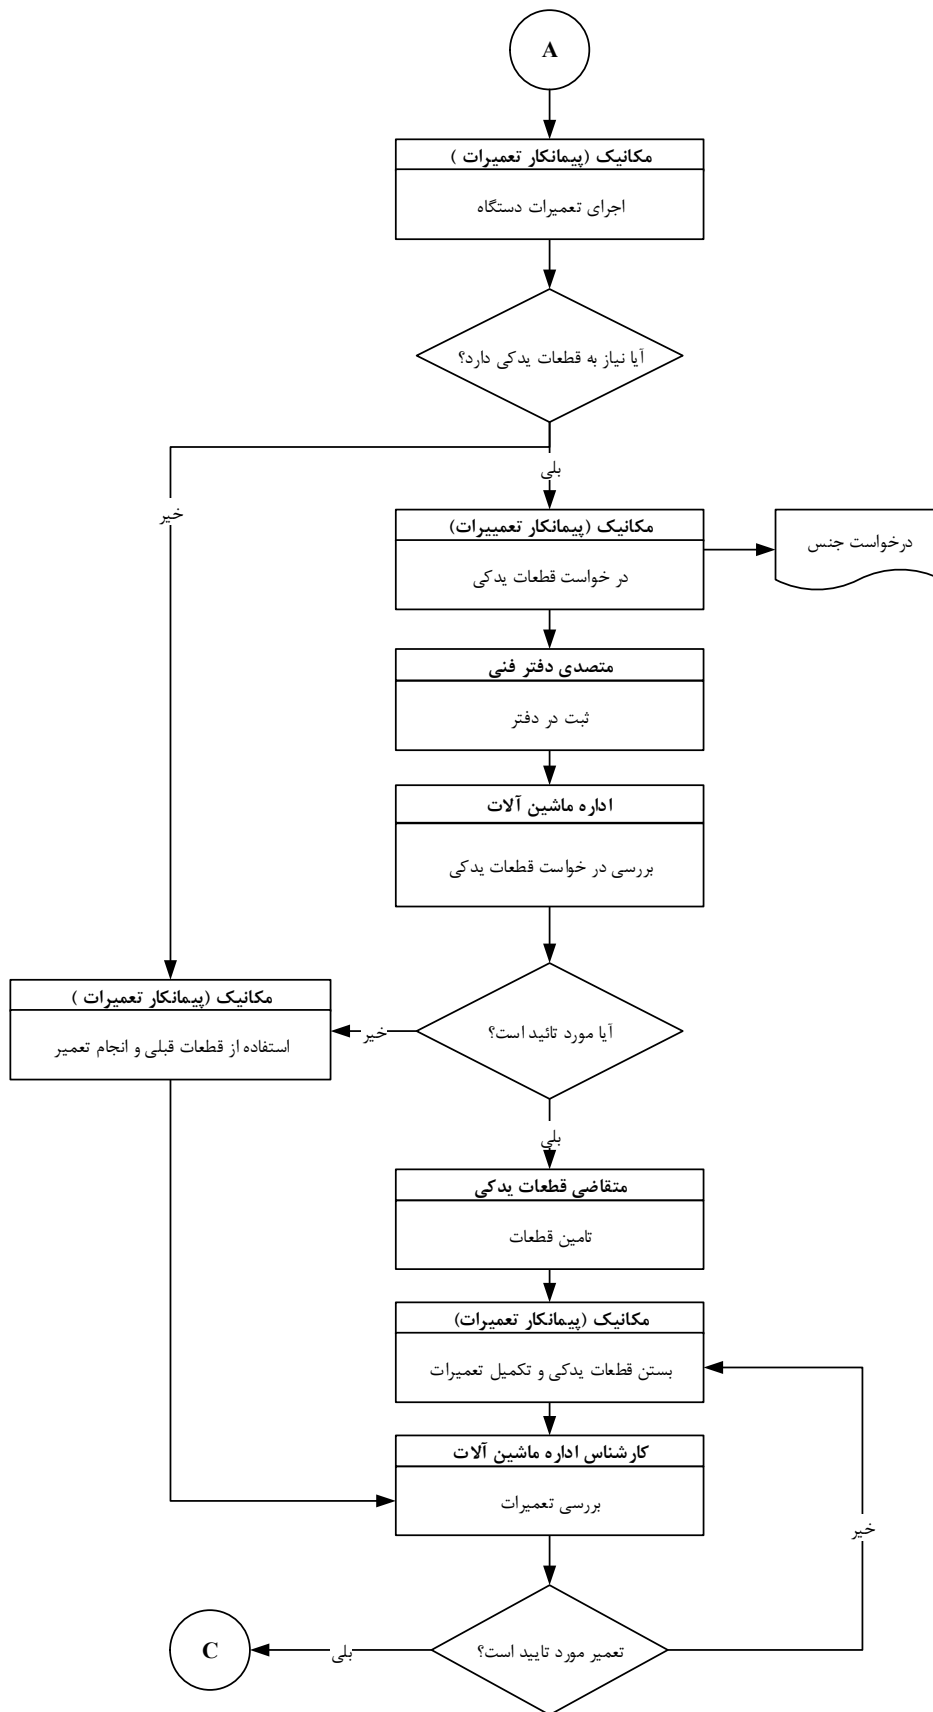 A
مکانیک (پیمانکار تعمیرات )
اجرای تعمیرات دستگاه
آیا نیاز به قطعات یدکی دارد؟
بلی
خیر
مکانیک (پیمانکار تعمییرات)
درخواست جنس
در خواست قطعات یدکی
متصدی دفتر فنی
ثبت در دفتر
اداره ماشین آلات
بررسی در خواست قطعات یدکی
مکانیک (پیمانکار تعمیرات )
استفاده از قطعات قبلی و انجام تعمیر
آیا مورد تائید است؟
خیر
بلی
متقاضی قطعات یدکی
تامین قطعات
مکانیک (پیمانکار تعمیرات)
بستن قطعات یدکی و تکمیل تعمیرات
کارشناس اداره ماشین آلات
بررسی تعمیرات
خیر
تعمیر مورد تایید است؟
بلی
C